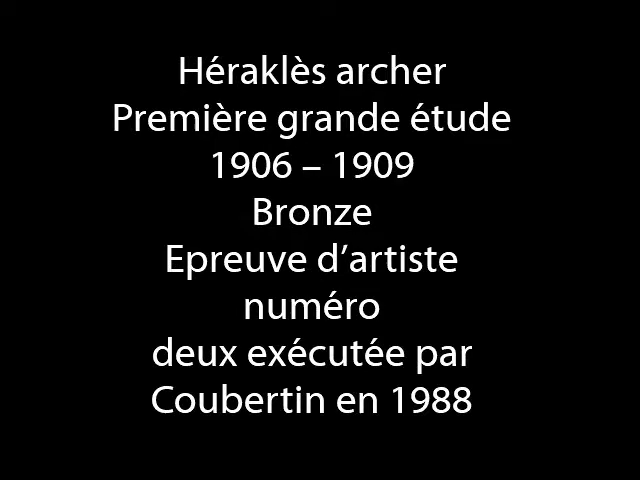 Héraklès archer
Première grande étude
1906 – 1909
Bronze
Epreuve d’artiste
numéro
deux exécutée par
Coubertin en 1988